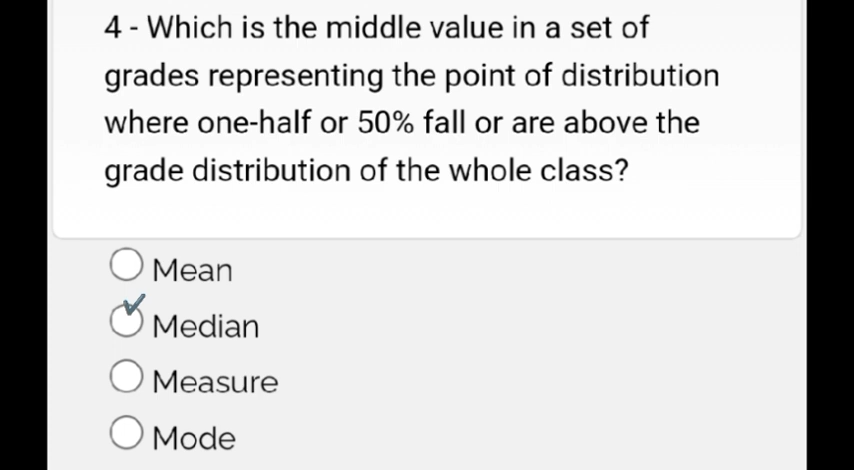 4 - Which is the middle value in a set of
grades representing the point of distribution
where one-half or 50% fall or are above the
grade distribution of the whole class?
Mean
Median
Measure
Mode